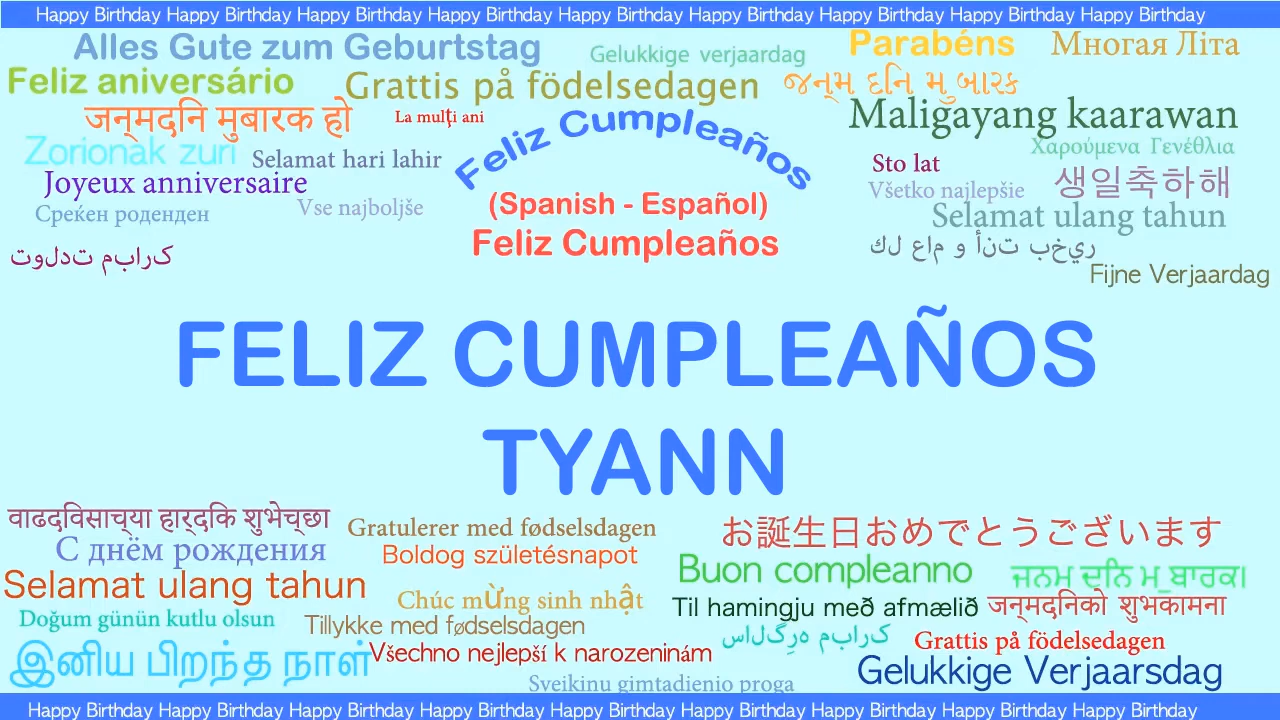 Happy Birthday Happy Birthday Happy Birthday Happy Birthday Happy Birthday Happy Birthday Happy Birthday Happy Birthday Happy Birthday
Alles Gute zum Geburtstag
Gelukkige verjaardag
Parabéns
Многая Літа
Feliz aniversário
Grattis på födelsedagen
જન્મ દિન મુબારક
जन्मदिन मुबारक हो
La mulţi ani
Feliz Cumpleaños
Maligayang kaarawan
Zorionak zuri
Selamat hari lahir
Sto lat
Χαρούμενα Γενέθλια
Joyeux anniversaire
(Spanish - Español)
Všetko najlepšie
생일축하해
Среќен роденден
Vse najboljše
Feliz Cumpleaños
Selamat ulang tahun
تولدت مبارک
كل عام و أنت بخير
Fijne Verjaardag
FELIZ CUMPLEAÑOS
TYANN
वाढदिवसाच्या हार्दिक शुभेच्छा
Gratulerer med fødselsdagen
お誕生日おめでとうございます
С днём рождения
Boldog születésnapot
Buon compleanno
ਜਨਮ ਦਿਨ ਮੁਬਾਰਕ।
Selamat ulang tahun
Chúc mừng sinh nhật
Til hamingju með afmælið
जन्मदिनको शुभकामना
Doğum günün kutlu olsun
Tillykke med fødselsdagen
سالگرہ مبارک
Grattis på födelsedagen
இனிய பிறந்த நாள்
Všechno nejlepší k narozeninám
Gelukkige Verjaarsdag
Sveikinu gimtadienio proga
Happy Birthday Happy Birthday Happy Birthday Happy Birthday Happy Birthday Happy Birthday Happy Birthday Happy Birthday Happy Birthday